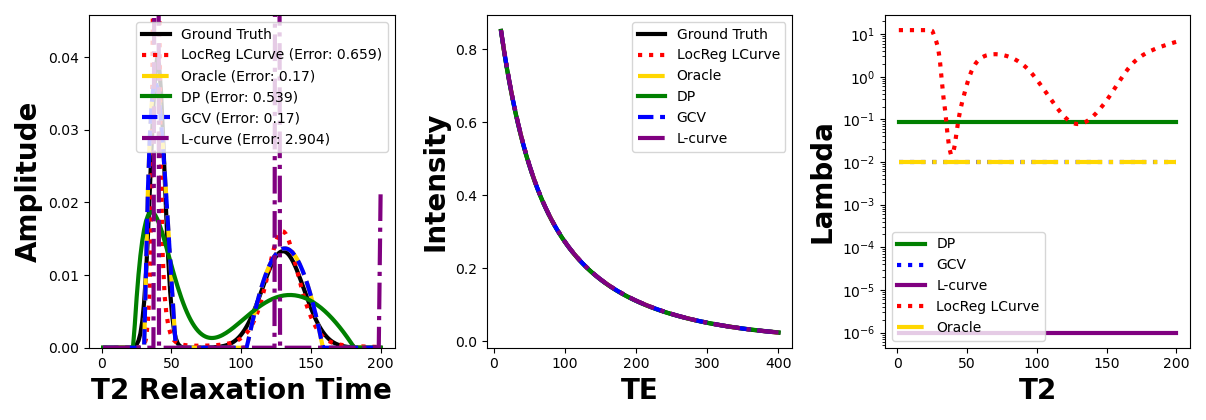 Amplitude
0.04
0.03
0.02
0.01
0.00
Ground Truth
LocReg LCurve (Error: 0.659)
Oracle (Error: 0.17)
DP (Error: 0.539)
GCV (Error: 0.17)
L-curve (Error: 2.904)
0 50 100 150 200
T2 Relaxation Time
Intensity
0.8
0.6
0.4
0.2
0.0
Ground Truth
LocReg LCurve
Oracle
DP
GCV
L-curve
0 100 200 300 400
TE
Lambda
10¹
10⁰
10⁻¹
10⁻²
10⁻³
10⁻⁴
10⁻⁵
10⁻⁶
DP
GCV
L-curve
LocReg LCurve
Oracle
0 50 100 150 200
T2